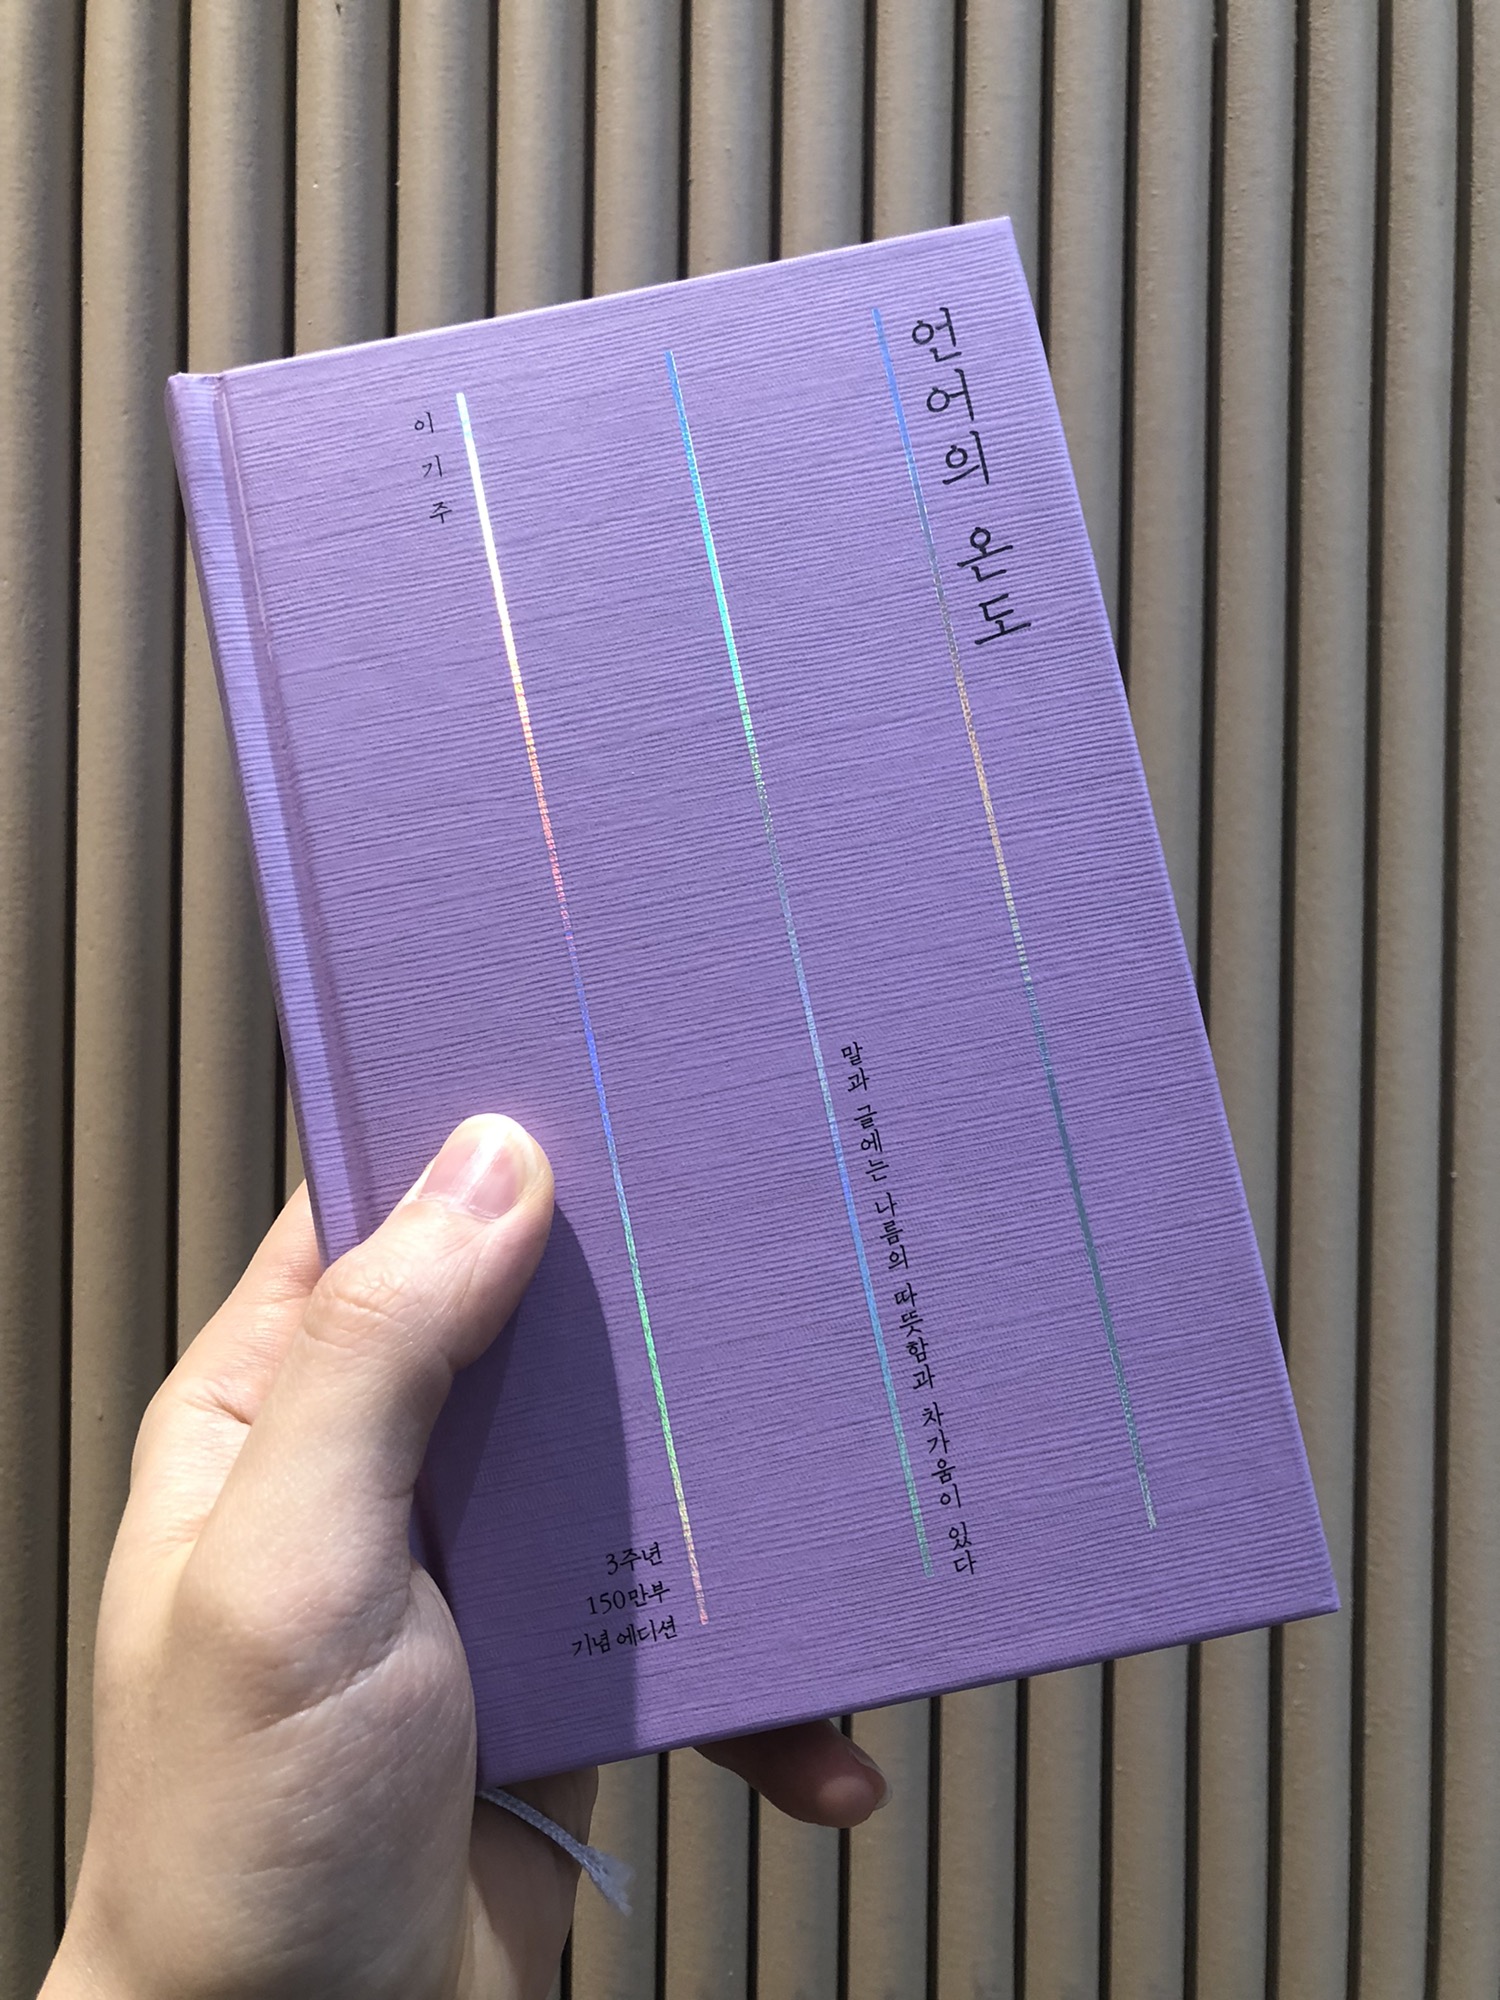 언어의 온도
말과 글에는 나름의 따뜻함과 차가움이 있다
이기주
3주년
150만부
기념 에디션